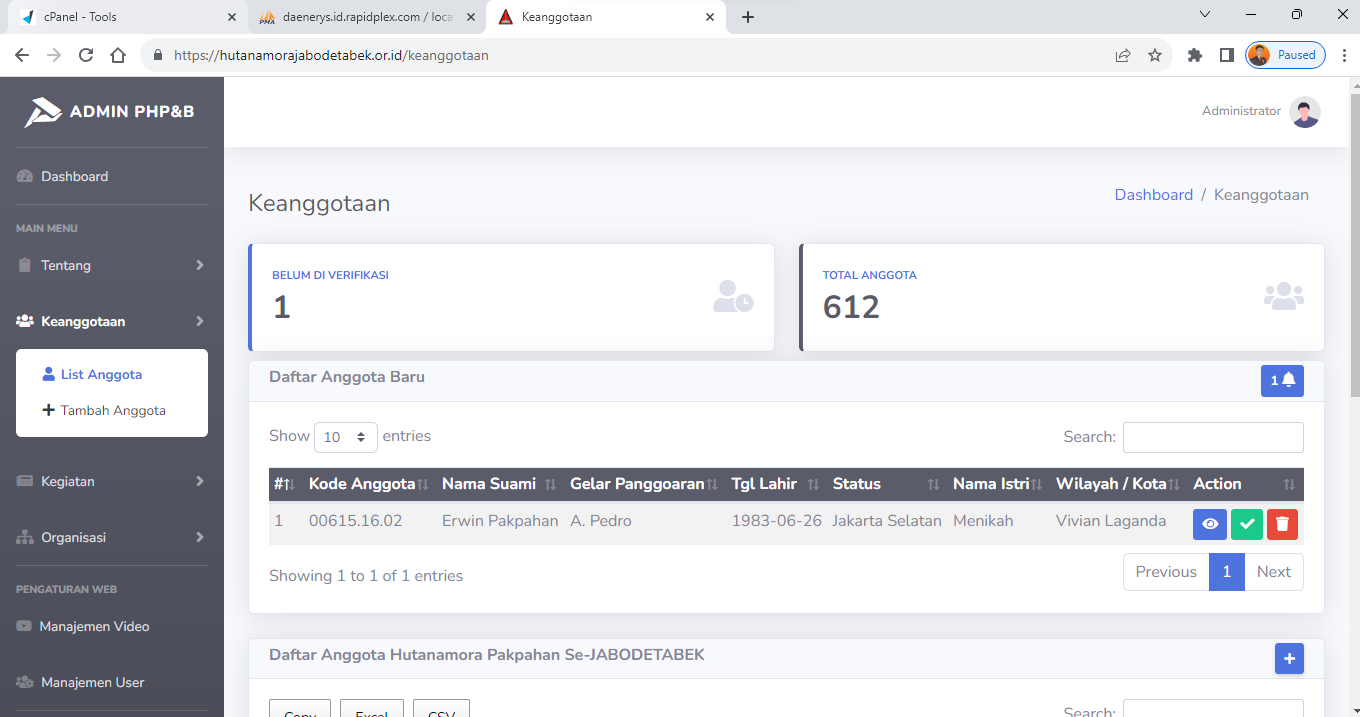 cPanel - Tools
daenerys.id.rapidplex.com / loca
Keanggotaan
https://hutanamorajabodetabek.or.id/keanggotaan
Paused
ADMIN PHP&B
Administrator
Dashboard
MAIN MENU
Tentang
Keanggotaan
List Anggota
Tambah Anggota
Kegiatan
Organisasi
PENGATURAN WEB
Manajemen Video
Manajemen User
Keanggotaan
Dashboard / Keanggotaan
BELUM DI VERIFIKASI
1
TOTAL ANGGOTA
612
Daftar Anggota Baru
1
Show 10 entries
Search:
# Kode Anggota Nama Suami Gelar Panggoaran Tgl Lahir Status Nama Istri Wilayah / Kota Action
1 00615.16.02 Erwin Pakpahan A. Pedro 1983-06-26 Jakarta Selatan Menikah Vivian Laganda
Showing 1 to 1 of 1 entries
Previous 1 Next
Daftar Anggota Hutanamora Pakpahan Se-JABODETABEK
Copy Excel CSV
Search: